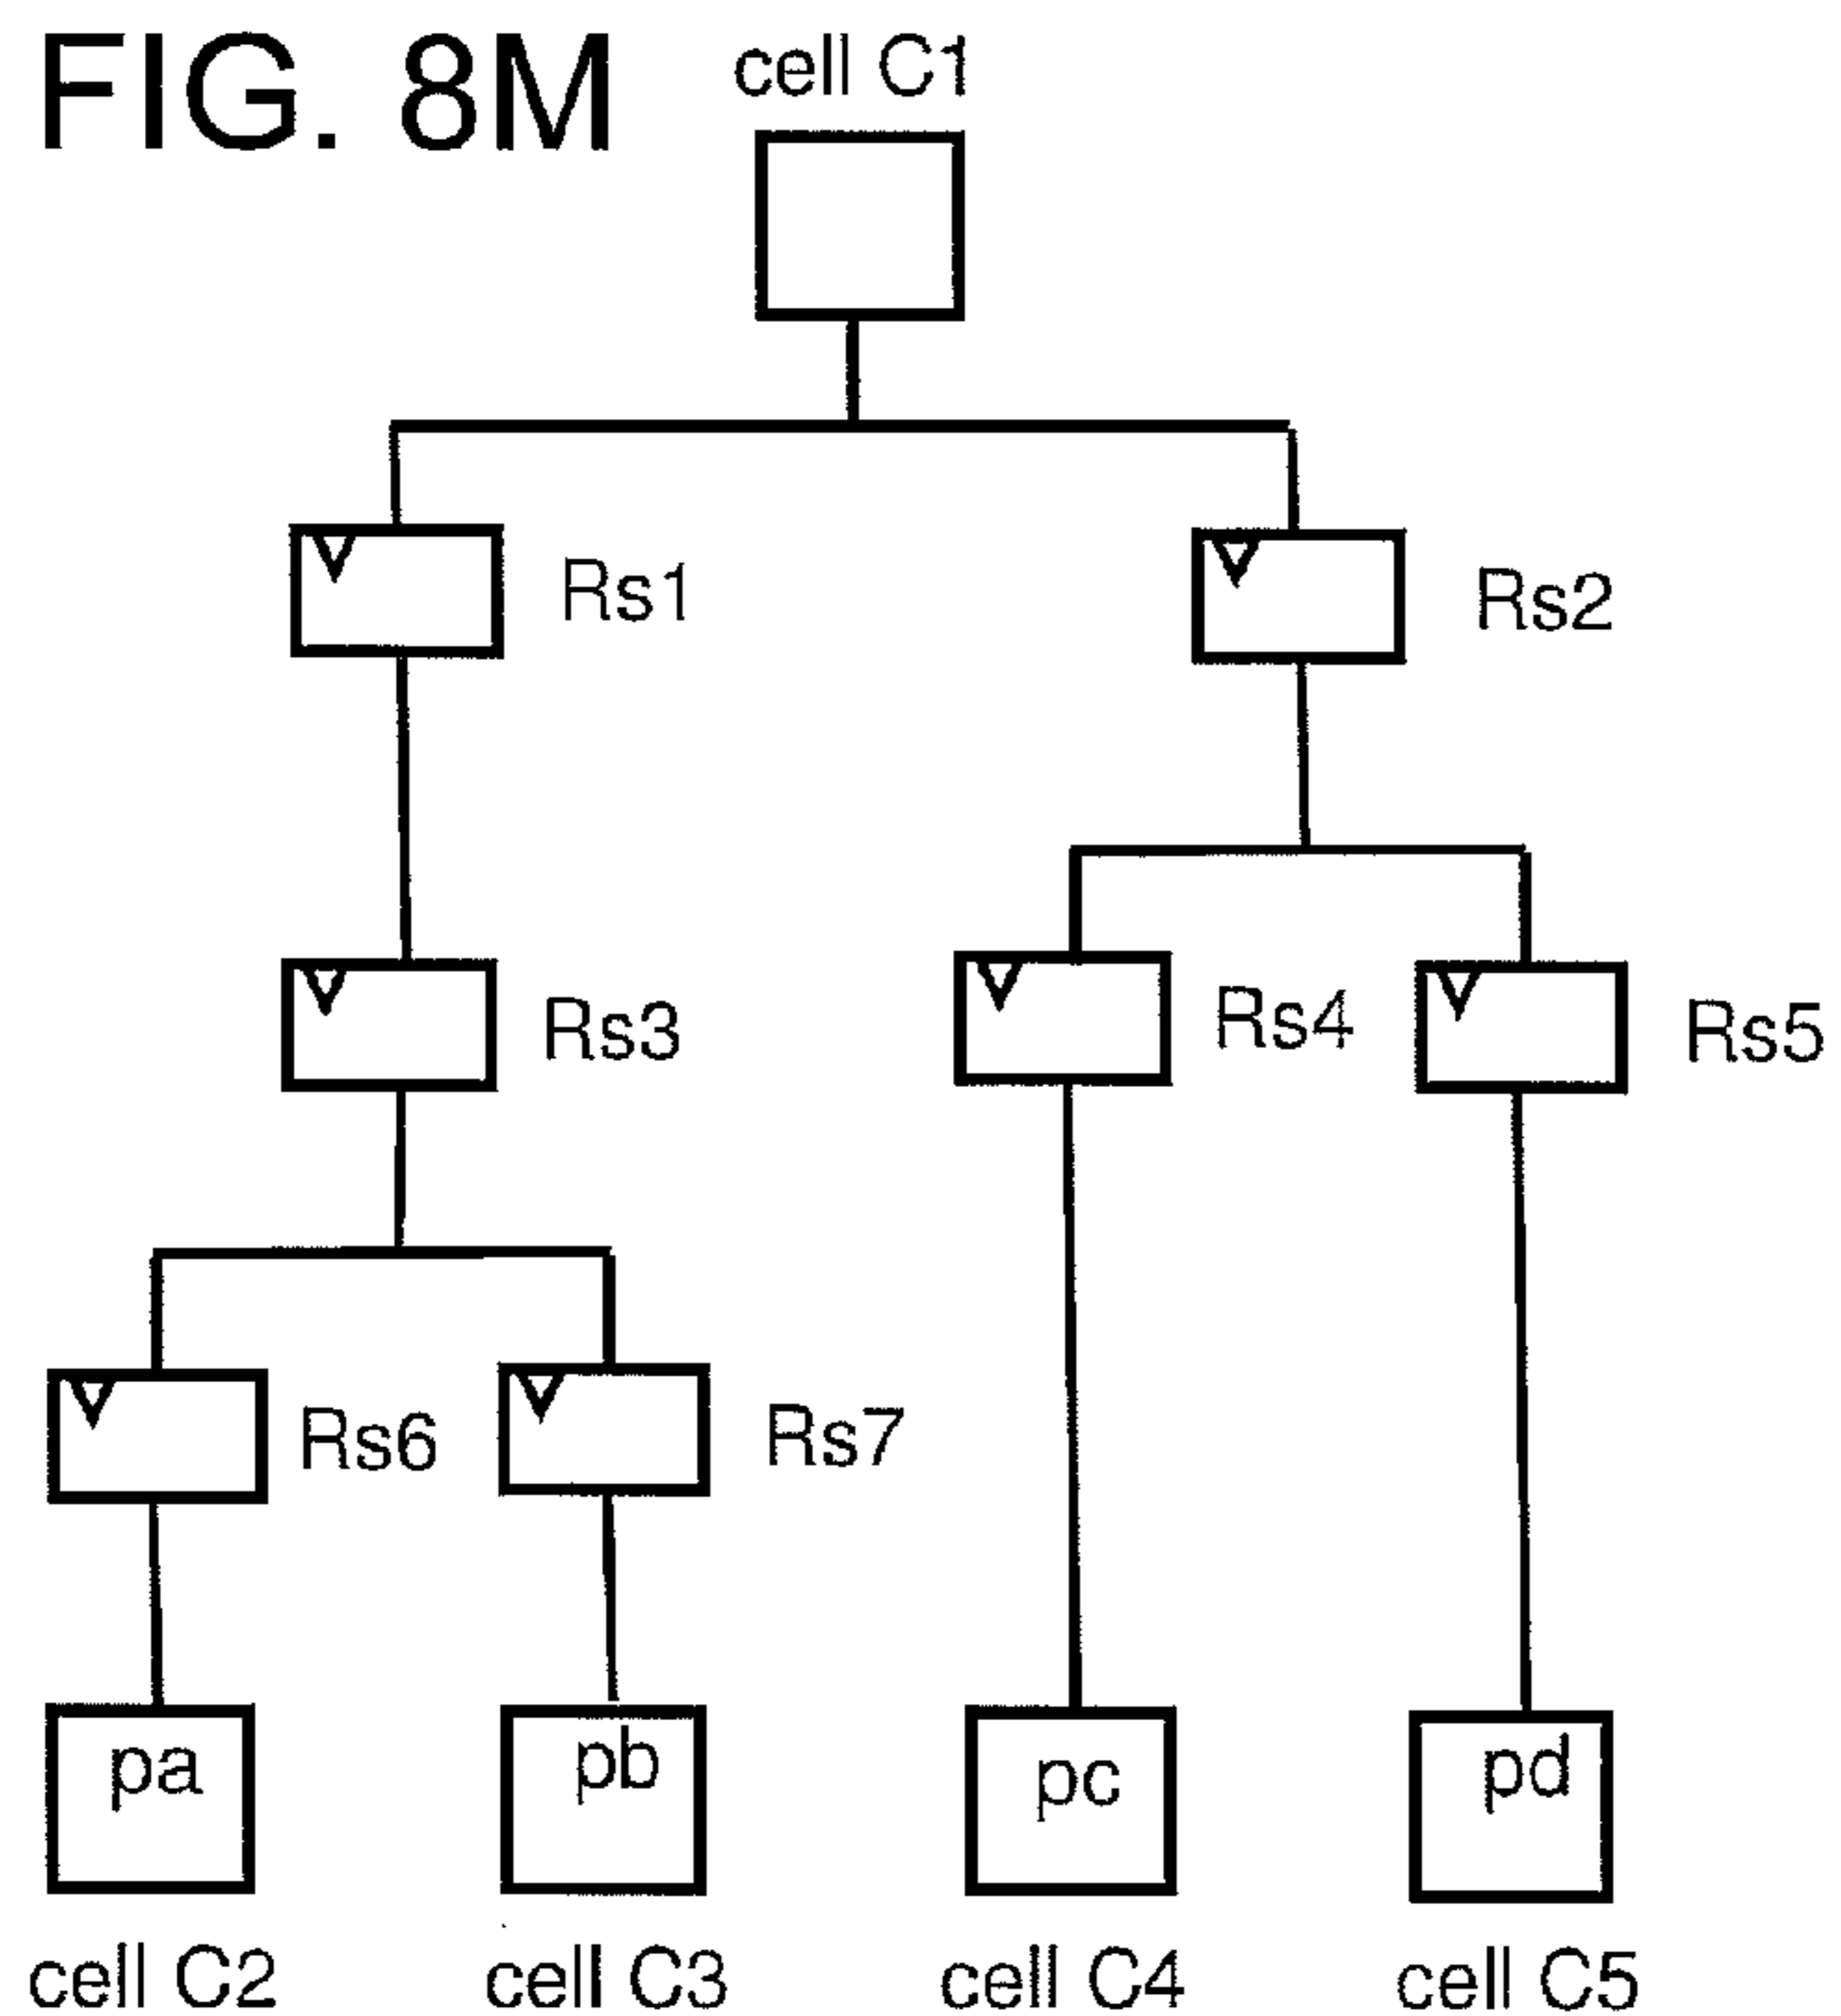 FIG. 8M
cell C1
Rs1
Rs2
Rs3
Rs4
Rs5
Rs6
Rs7
pa
pb
pc
pd
cell C2
cell C3
cell C4
cell C5